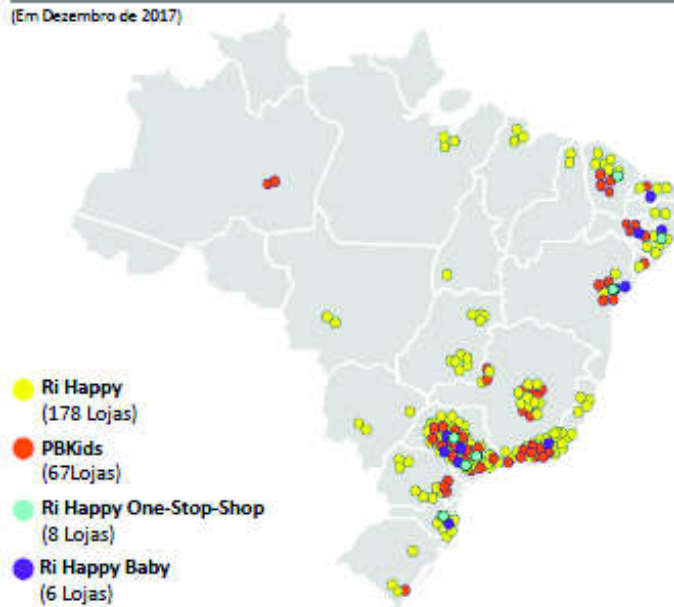 (Em Dezembro de 2017)
Ri Happy
(178 Lojas)
PBKids
(67Lojas)
Ri Happy One-Stop-Shop
(8 Lojas)
Ri Happy Baby
(6 Lojas)